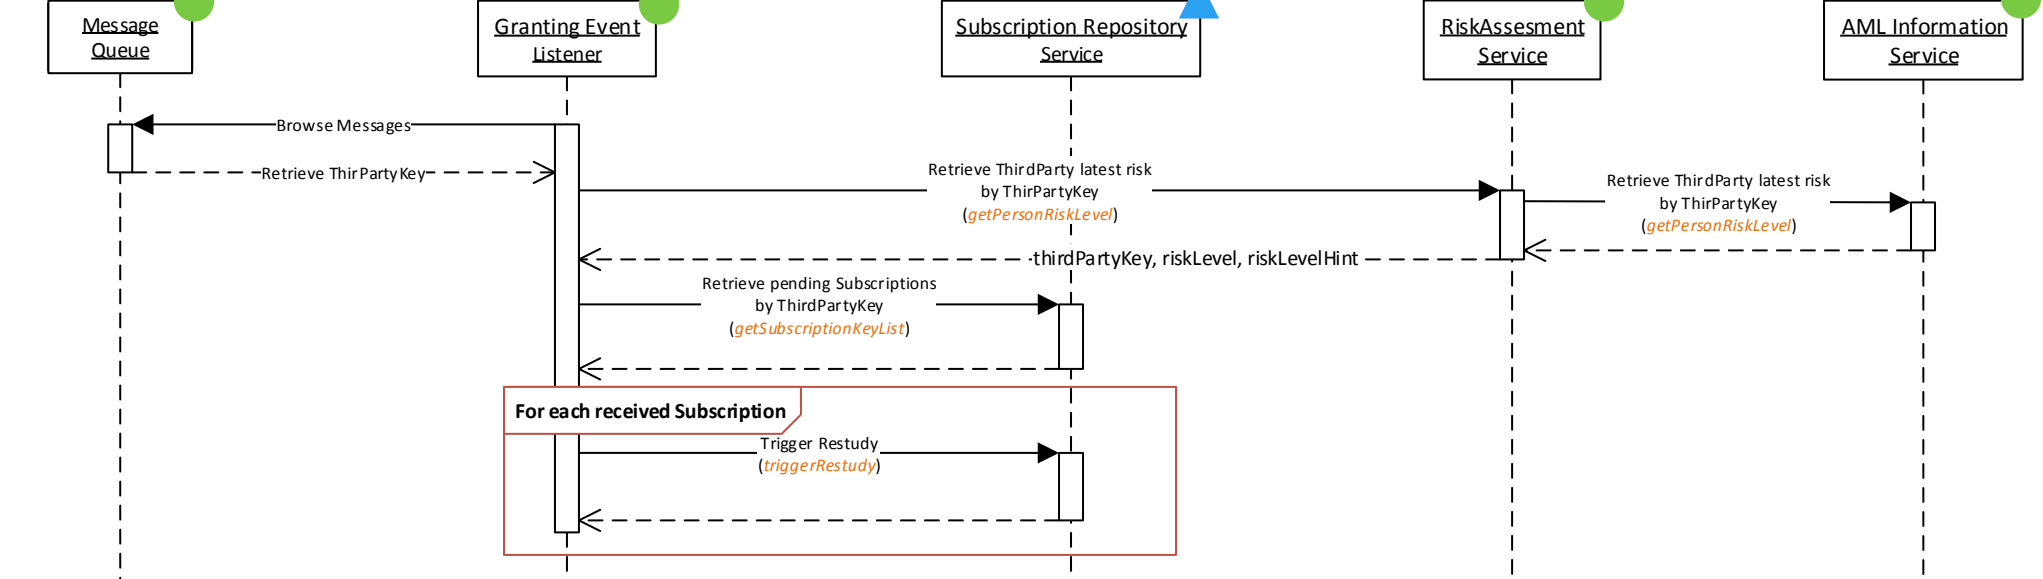 Message
Queue
Granting Event
Listener
Subscription Repository
Service
RiskAssesment
Service
AML Information
Service
Browse Messages
Retrieve ThirPartyKey
Retrieve ThirdParty latest risk
by ThirPartyKey
(getPersonRiskLevel)
Retrieve ThirdParty latest risk
by ThirPartyKey
(getPersonRiskLevel)
thirdPartyKey, riskLevel, riskLevelHint
Retrieve pending Subscriptions
by ThirdPartyKey
(getSubscriptionKeyList)
For each received Subscription
Trigger Restudy
(triggerRestudy)